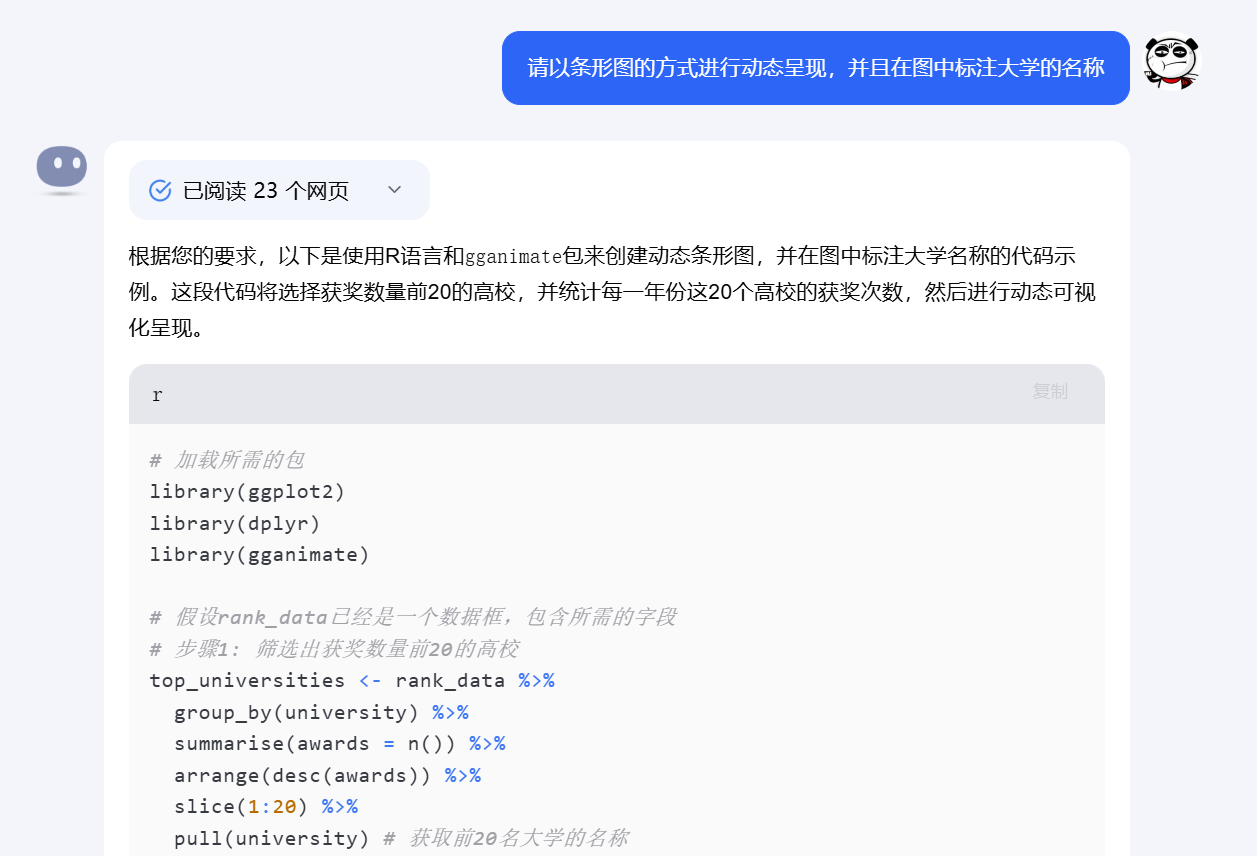 请以条形图的方式进行动态呈现，并且在图中标注大学的名称
已阅读 23 个网页
根据您的要求，以下是使用R语言和gganimate包来创建动态条形图，并在图中标注大学名称的代码示
例。这段代码将选择获奖数量前20的高校，并统计每一年份这20个高校的获奖次数，然后进行动态可视
化呈现。
r 复制
# 加载所需的包
library(ggplot2)
library(dplyr)
library(gganimate)
# 假设rank_data已经是一个数据框，包含所需的字段
# 步骤1: 筛选出获奖数量前20的高校
top_universities <- rank_data %>%
  group_by(university) %>%
  summarise(awards = n()) %>%
  arrange(desc(awards)) %>%
  slice(1:20) %>%
  pull(university) # 获取前20名大学的名称